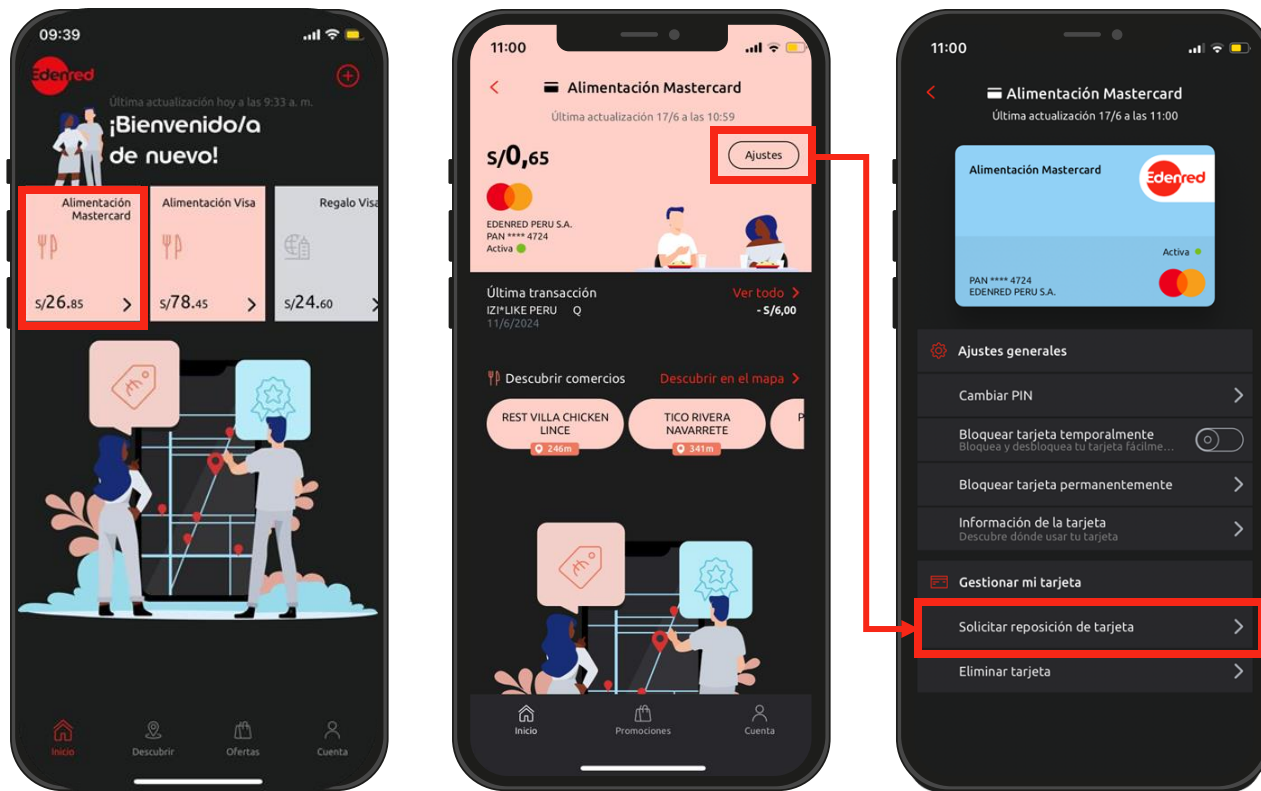 09:39
Edenred
Última actualización hoy a las 9:33 a. m.
¡Bienvenido/a
de nuevo!
Alimentación
Mastercard
S/26.85
Alimentación Visa
S/78.45
Regalo Visa
S/24.60
Inicio
Descubrir
Ofertas
Cuenta
11:00
Alimentación Mastercard
Última actualización 17/6 a las 10:59
S/0,65
Ajustes
EDENRED PERU S.A.
PAN **** 4724
Activa
Última transacción
Ver todo
IZI*LIKE PERU Q
- S/6,00
11/6/2024
Descubrir comercios
Descubrir en el mapa
REST VILLA CHICKEN
LINCE
246m
TICO RIVERA
NAVARRETE
341m
P
Inicio
Promociones
Cuenta
11:00
Alimentación Mastercard
Última actualización 17/6 a las 11:00
Alimentación Mastercard
Edenred
Activa
PAN **** 4724
EDENRED PERU S.A.
Ajustes generales
Cambiar PIN
Bloquear tarjeta temporalmente
Bloquea y desbloquea tu tarjeta fácilme...
Bloquear tarjeta permanentemente
Información de la tarjeta
Descubre dónde usar tu tarjeta
Gestionar mi tarjeta
Solicitar reposición de tarjeta
Eliminar tarjeta